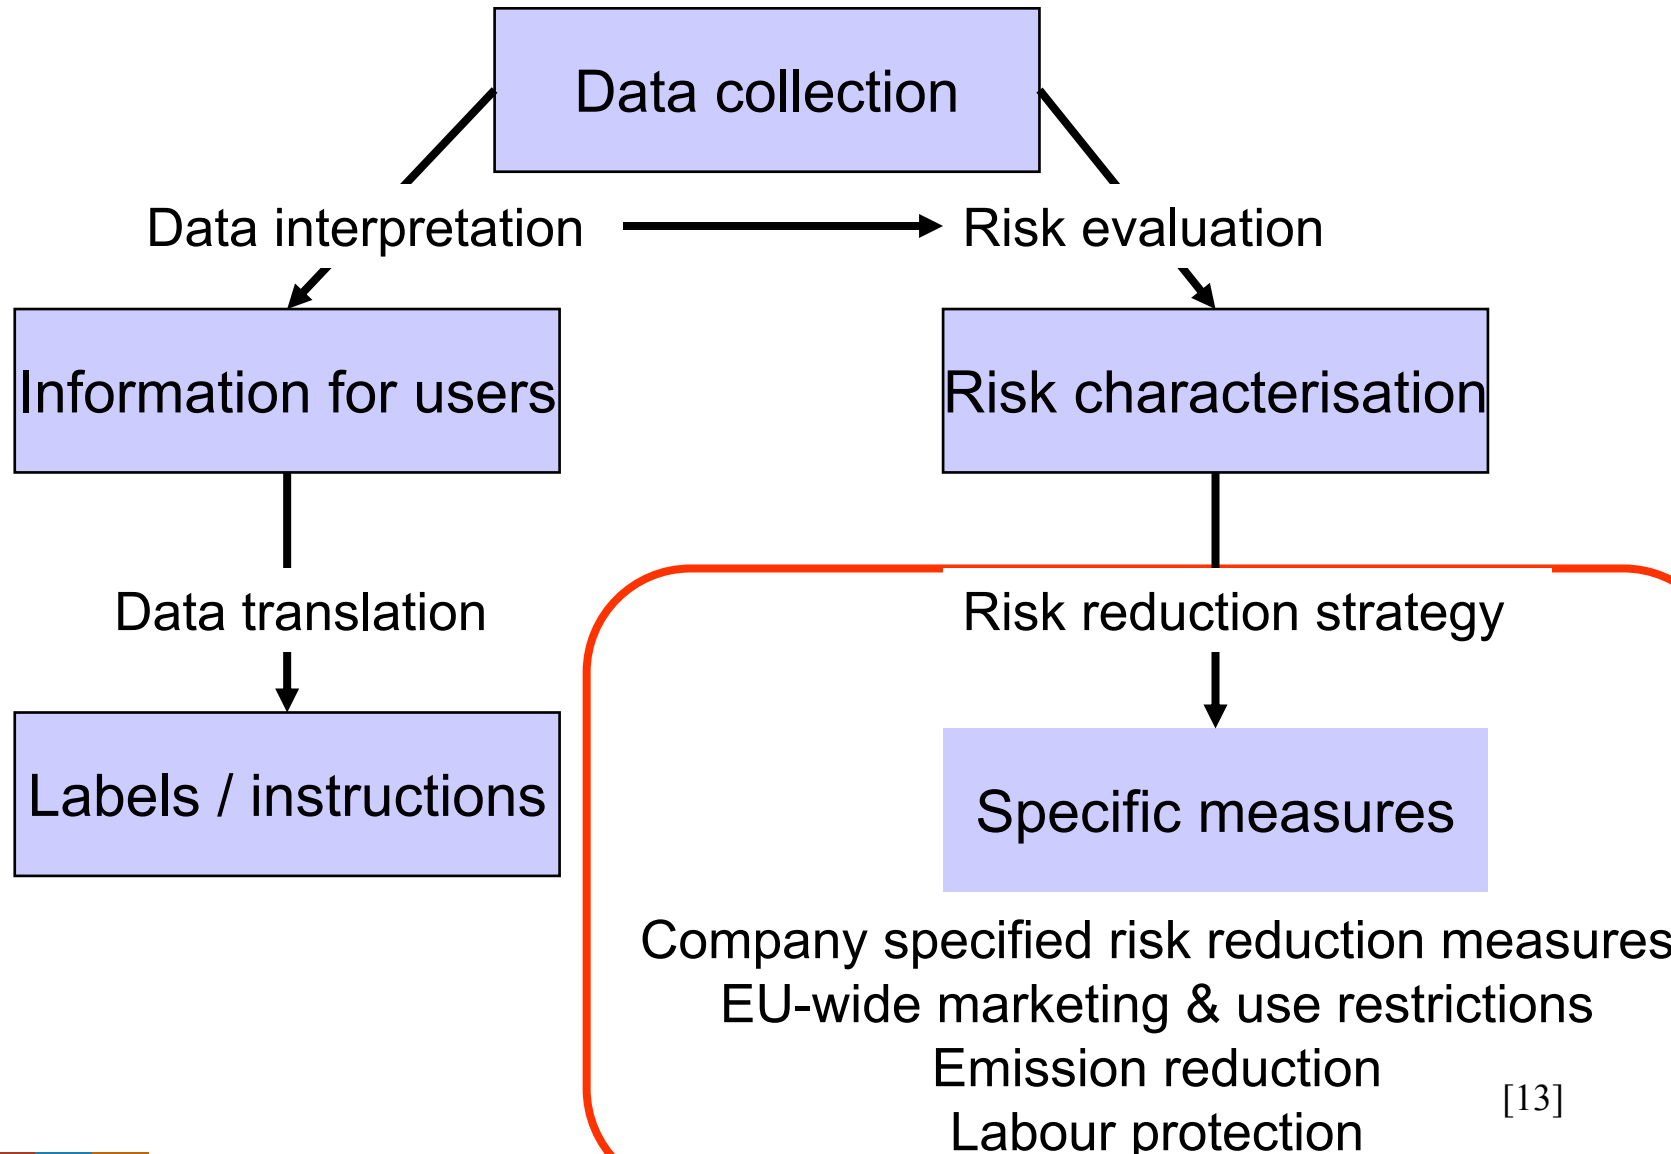 Data collection
Data interpretation
Risk evaluation
Information for users
Risk characterisation
Data translation
Risk reduction strategy
Labels / instructions
Specific measures
Company specified risk reduction measures
EU-wide marketing & use restrictions
Emission reduction
[13]
Labour protection